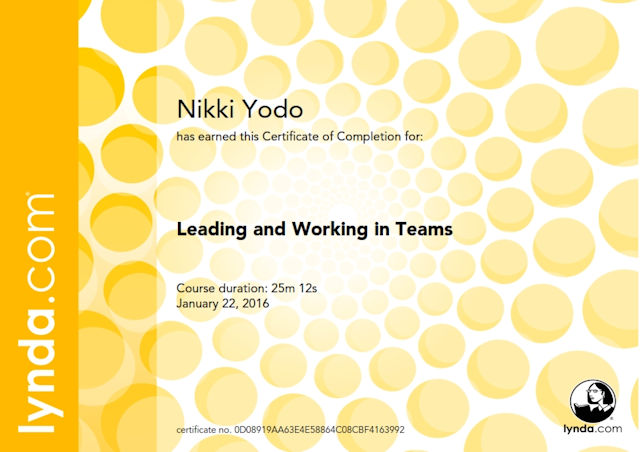 lynda.com
Nikki Yodo
has earned this Certificate of Completion for:
Leading and Working in Teams
Course duration: 25m 12s
January 22, 2016
certificate no. 0D08919AA63E4E58864C08CBF4163992
lynda.com